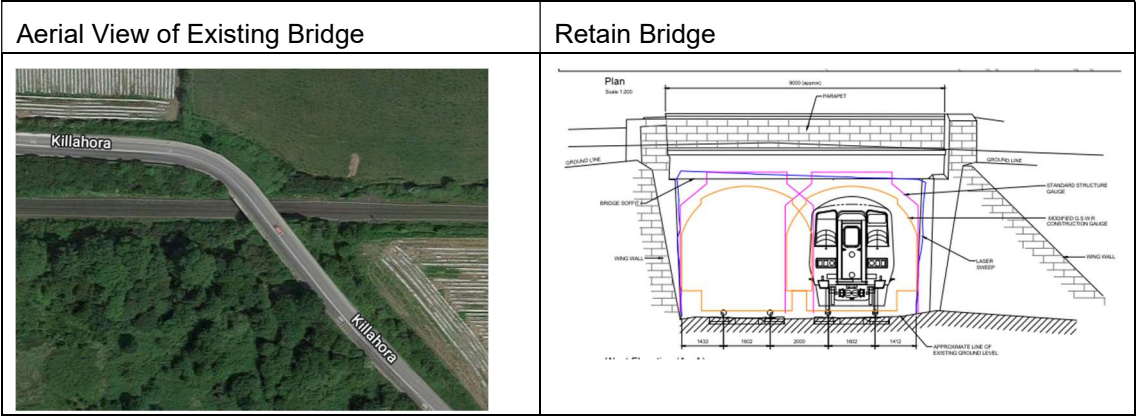 Aerial View of Existing Bridge
Retain Bridge
Killahora
Killahora
Plan
Scale 1:200
9000 (approx)
PARAPET
GROUND LINE
GROUND LINE
STANDARD STRUCTURE
GAUGE
BRIDGE SOFFIT
MODIFIED G.S.W.R
CONSTRUCTION GAUGE
WING WALL
LASER
SWEEP
WING WALL
1433
1602
2000
1602
1412
APPROXIMATE LINE OF
EXISTING GROUND LEVEL